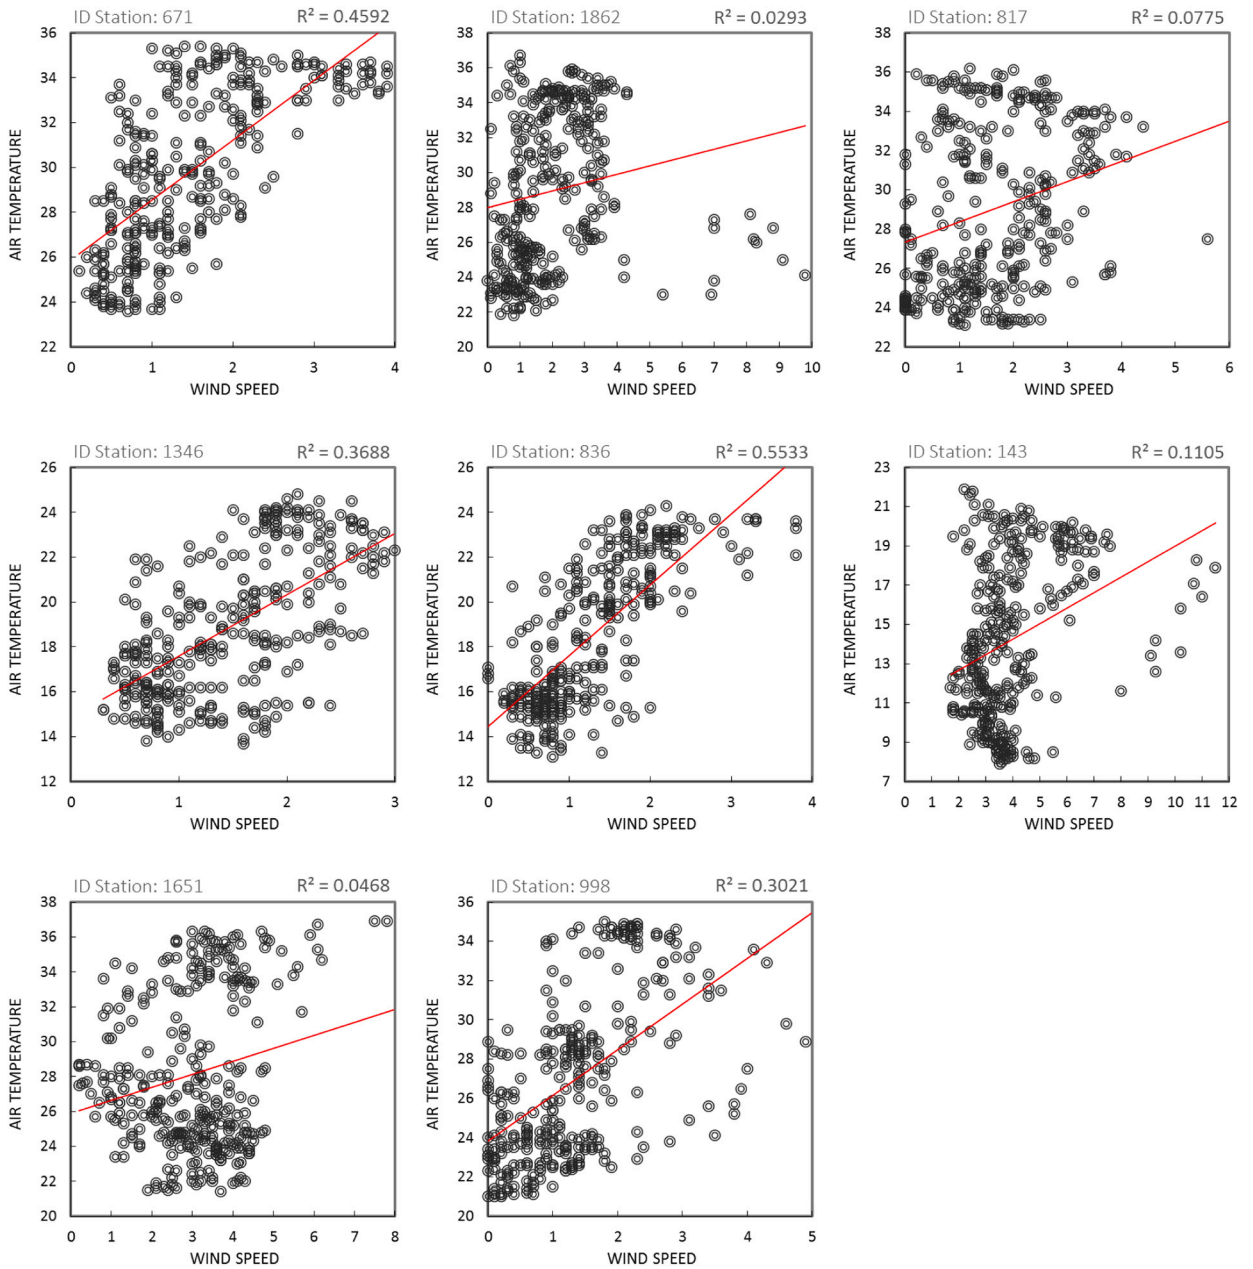 ID Station: 671 R² = 0.4592
36
34
32
30
28
26
24
22
AIR TEMPERATURE
0 1 2 3 4
WIND SPEED
ID Station: 1862 R² = 0.0293
38
36
34
32
30
28
26
24
22
20
AIR TEMPERATURE
0 1 2 3 4 5 6 7 8 9 10
WIND SPEED
ID Station: 817 R² = 0.0775
38
36
34
32
30
28
26
24
22
AIR TEMPERATURE
0 1 2 3 4 5 6
WIND SPEED
ID Station: 1346 R² = 0.3688
26
24
22
20
18
16
14
12
AIR TEMPERATURE
0 1 2 3
WIND SPEED
ID Station: 836 R² = 0.5533
26
24
22
20
18
16
14
12
AIR TEMPERATURE
0 1 2 3 4
WIND SPEED
ID Station: 143 R² = 0.1105
23
21
19
17
15
13
11
9
7
AIR TEMPERATURE
0 1 2 3 4 5 6 7 8 9 10 11 12
WIND SPEED
ID Station: 1651 R² = 0.0468
38
36
34
32
30
28
26
24
22
20
AIR TEMPERATURE
0 1 2 3 4 5 6 7 8
WIND SPEED
ID Station: 998 R² = 0.3021
36
34
32
30
28
26
24
22
20
AIR TEMPERATURE
0 1 2 3 4 5
WIND SPEED